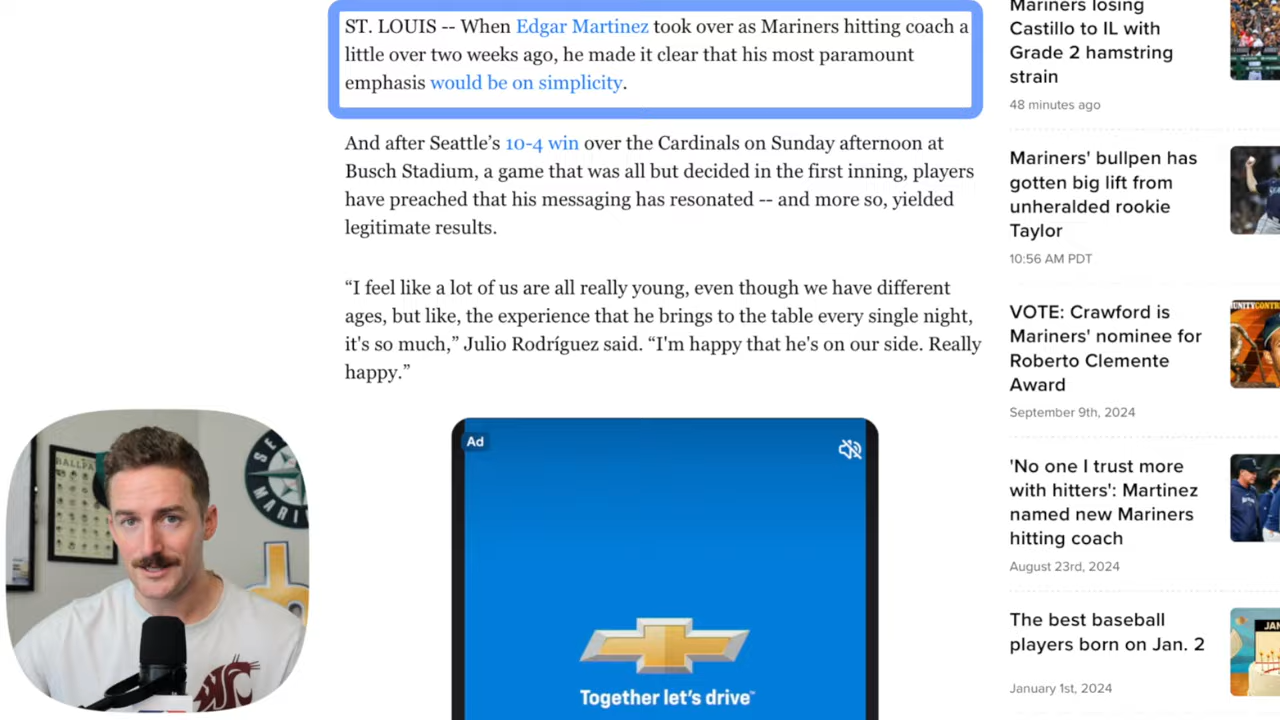 ST. LOUIS -- When Edgar Martinez took over as Mariners hitting coach a
little over two weeks ago, he made it clear that his most paramount
emphasis would be on simplicity.
And after Seattle’s 10-4 win over the Cardinals on Sunday afternoon at
Busch Stadium, a game that was all but decided in the first inning, players
have preached that his messaging has resonated -- and more so, yielded
legitimate results.
“I feel like a lot of us are all really young, even though we have different
ages, but like, the experience that he brings to the table every single night,
it's so much,” Julio Rodríguez said. “I'm happy that he's on our side. Really
happy.”
Ad
Together let’s drive™
Mariners losing
Castillo to IL with
Grade 2 hamstring
strain
48 minutes ago
Mariners' bullpen has
gotten big lift from
unheralded rookie
Taylor
10:56 AM PDT
VOTE: Crawford is
Mariners' nominee for
Roberto Clemente
Award
September 9th, 2024
'No one I trust more
with hitters': Martinez
named new Mariners
hitting coach
August 23rd, 2024
The best baseball
players born on Jan. 2
January 1st, 2024
BALLPA
SE
MARI
JAN